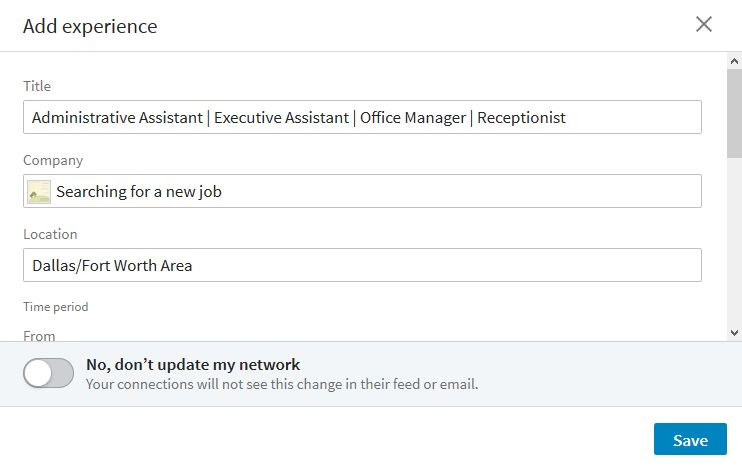 Add experience
Title
Administrative Assistant | Executive Assistant | Office Manager | Receptionist
Company
Searching for a new job
Location
Dallas/Fort Worth Area
Time period
From
No, don’t update my network
Your connections will not see this change in their feed or email.
Save